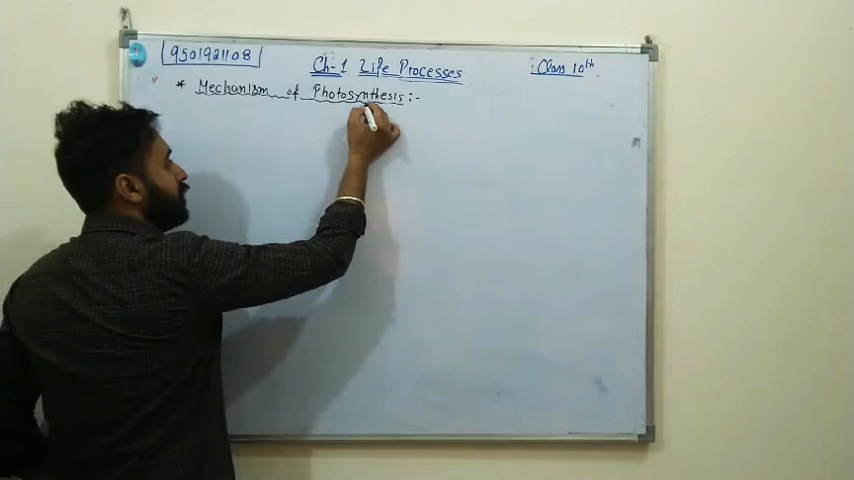 9501921108 Ch-1 Life Processes Class 10th
* Mechanism of Photosynthesis :-